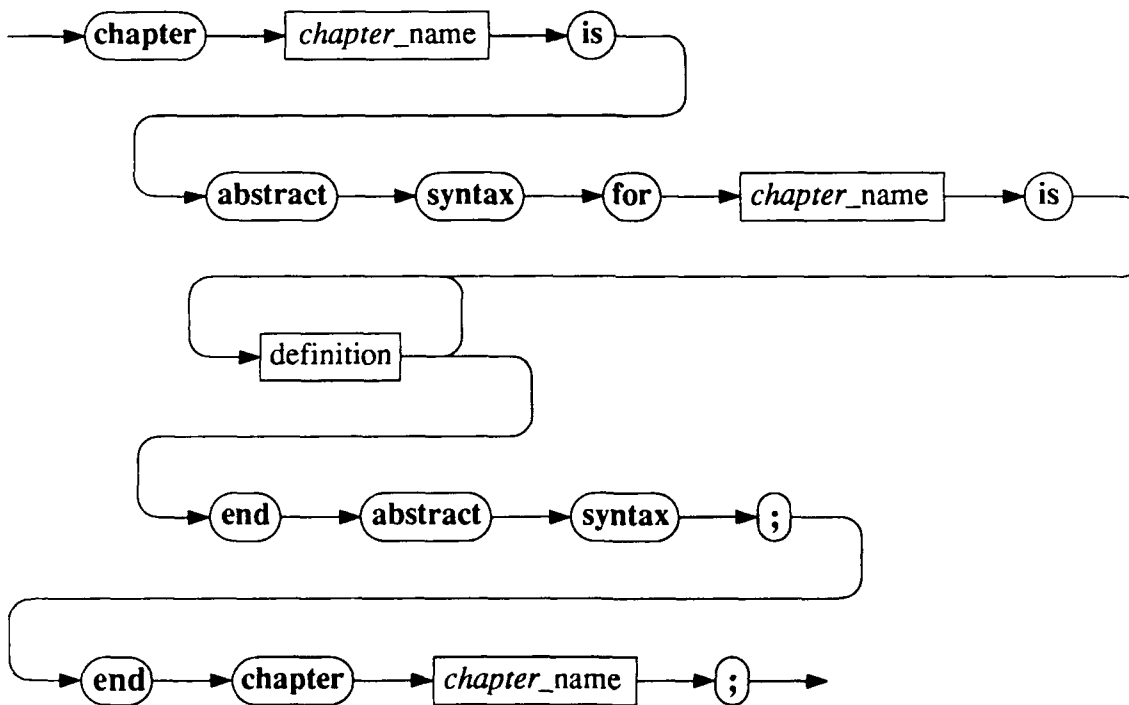 chapter chapter_name is
abstract syntax for chapter_name is
definition
end abstract syntax ;
end chapter chapter_name ;